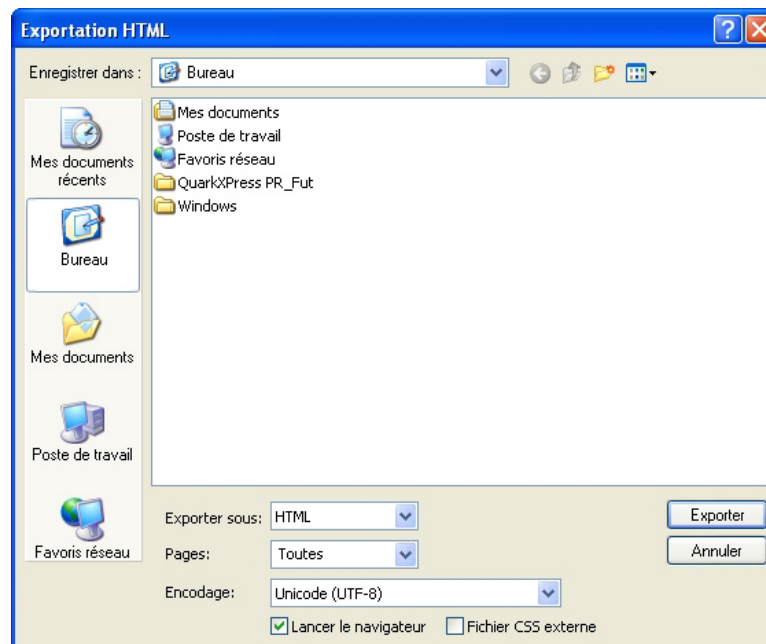 Exportation HTML
Enregistrer dans :
Bureau
Mes documents
récents
Bureau
Mes documents
Poste de travail
Favoris réseau
Mes documents
Poste de travail
Favoris réseau
QuarkXPress PR_Fut
Windows
Exporter sous:
HTML
Exporter
Pages:
Toutes
Annuler
Encodage:
Unicode (UTF-8)
Lancer le navigateur
Fichier CSS externe